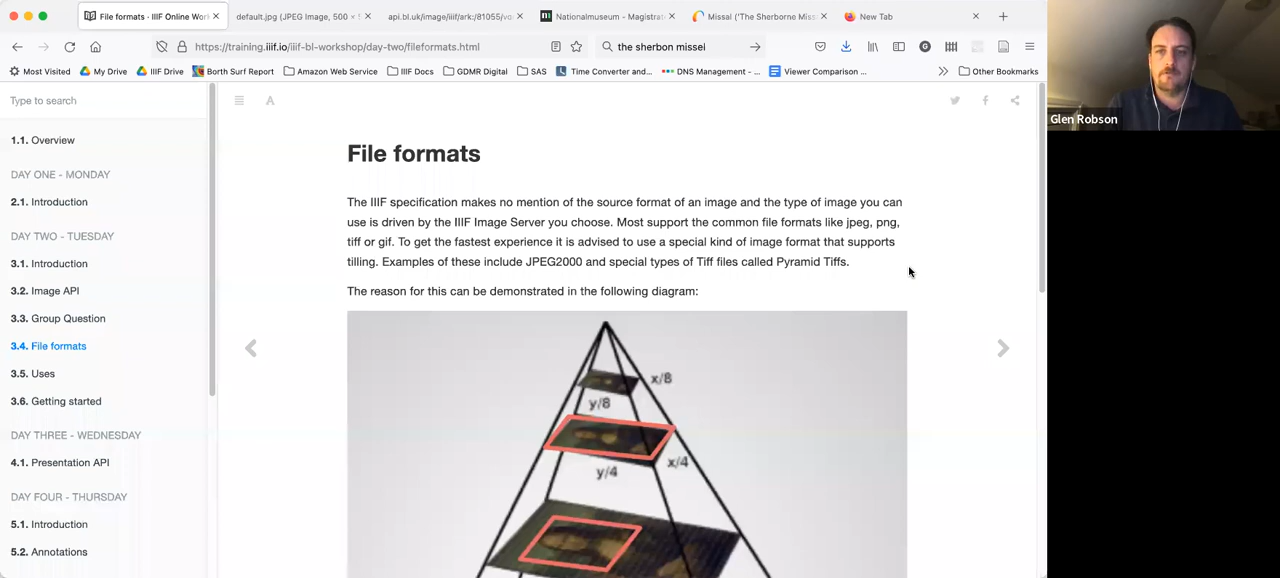 File formats - IIIF Online Wor
default.jpg (JPEG Image, 500 ×
api.bl.uk/image/iiif/ark:/81055/vd
Nationalmuseum - Magistrat
Missal ('The Sherborne Miss
New Tab
https://training.iiif.io/iiif-bl-workshop/day-two/fileformats.html
the sherbon missel
Most Visited
My Drive
IIIF Drive
Borth Surf Report
Amazon Web Service
IIIF Docs
GDMR Digital
SAS
Time Converter and...
DNS Management - ...
Viewer Comparison ...
Other Bookmarks
Type to search
1.1. Overview
DAY ONE - MONDAY
2.1. Introduction
DAY TWO - TUESDAY
3.1. Introduction
3.2. Image API
3.3. Group Question
3.4. File formats
3.5. Uses
3.6. Getting started
DAY THREE - WEDNESDAY
4.1. Presentation API
DAY FOUR - THURSDAY
5.1. Introduction
5.2. Annotations
A
File formats
The IIIF specification makes no mention of the source format of an image and the type of image you can
use is driven by the IIIF Image Server you choose. Most support the common file formats like jpeg, png,
tiff or gif. To get the fastest experience it is advised to use a special kind of image format that supports
tilling. Examples of these include JPEG2000 and special types of Tiff files called Pyramid Tiffs.
The reason for this can be demonstrated in the following diagram:
x/8
y/8
x/4
y/4
Glen Robson